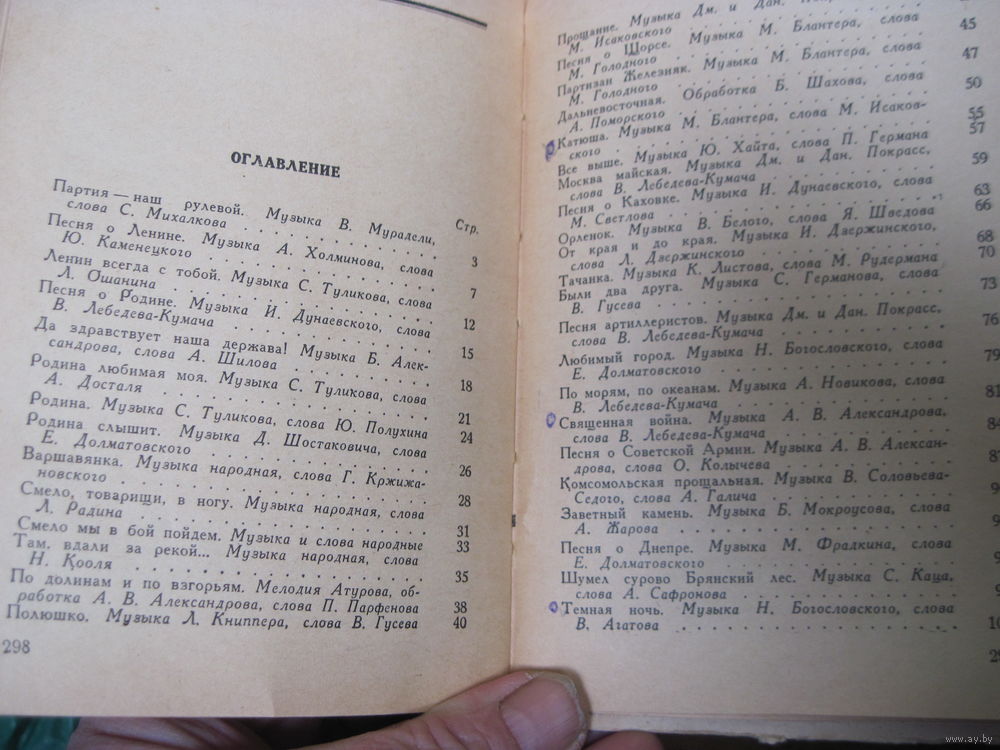 ОГЛАВЛЕНИЕ
Стр.
Партия — наш рулевой. Музыка В. Мурадели,
слова С. Михалкова . . . 3
Песня о Ленине. Музыка А. Холминова, слова
Ю. Каменецкого . . . 7
Ленин всегда с тобой. Музыка С. Туликова, слова
Л. Ошанина . . . 12
Песня о Родине. Музыка И. Дунаевского, слова
В. Лебедева-Кумача . . . 15
Да здравствует наша держава! Музыка Б. Алек-
сандрова, слова А. Шилова . . . 18
Родина любимая моя. Музыка С. Туликова, слова
А. Досталя . . . 21
Родина. Музыка С. Туликова, слова Ю. Полухина 24
Родина слышит. Музыка Д. Шостаковича, слова
Е. Долматовского . . . 26
Варшавянка. Музыка народная, слова Г. Кржижа-
новского . . . 28
Смело, товарищи, в ногу. Музыка народная, слова
Л. Радина . . . 31
Смело мы в бой пойдем. Музыка и слова народные 33
Там, вдали за рекой... Музыка народная, слова
Н. Кооля . . . 35
По долинам и по взгорьям. Мелодия Атурова, об-
работка А. В. Александрова, слова П. Парфенова 38
Полюшко. Музыка Л. Книппера, слова В. Гусева 40
298
Прощание. Музыка Дм. и Дан.
М. Исаковского . . . 45
Песня о Щорсе. Музыка М. Блантера, слова
М. Голодного . . . 47
Партизан Железняк. Музыка М. Блантера, слова
М. Голодного . . . 50
Дальневосточная. Обработка Б. Шахова, слова
А. Поморского . . .
Катюша. Музыка М. Блантера, слова М. Исаков-
ского . . . 55
Все выше. Музыка Ю. Хайта, слова П. Германа 57
Москва майская. Музыка Дм. и Дан. Покрасс,
слова В. Лебедева-Кумача . . . 59
Песня о Каховке. Музыка И. Дунаевского, слова
М. Светлова . . . 63
Орленок. Музыка В. Белого, слова Я. Шведова 66
От края и до края. Музыка И. Дзержинского,
слова Л. Дзержинского . . . 68
Тачанка. Музыка К. Листова, слова М. Рудермана 70
Были два друга. Музыка С. Германова, слова
В. Гусева . . . 73
Песня артиллеристов. Музыка Дм. и Дан. Покрасс,
слова В. Лебедева-Кумача . . . 76
Любимый город. Музыка Н. Богословского, слова
Е. Долматовского . . . 79
По морям, по океанам. Музыка А. Новикова, слова
В. Лебедева-Кумача . . . 81
Священная война. Музыка А. В. Александрова,
слова В. Лебедева-Кумача . . . 84
Песня о Советской Армии. Музыка А. В. Алексан-
дрова, слова О. Колычева . . .
Комсомольская прощальная. Музыка В. Соловьева-
Седого, слова А. Галича . . .
Заветный камень. Музыка Б. Мокроусова, слова
А. Жарова . . .
Песня о Днепре. Музыка М. Фрадкина, слова
Е. Долматовского . . .
Шумел сурово Брянский лес. Музыка С. Каца,
слова А. Сафронова . . .
Темная ночь. Музыка Н. Богословского, слова
В. Агатова . . .
www.ay.by